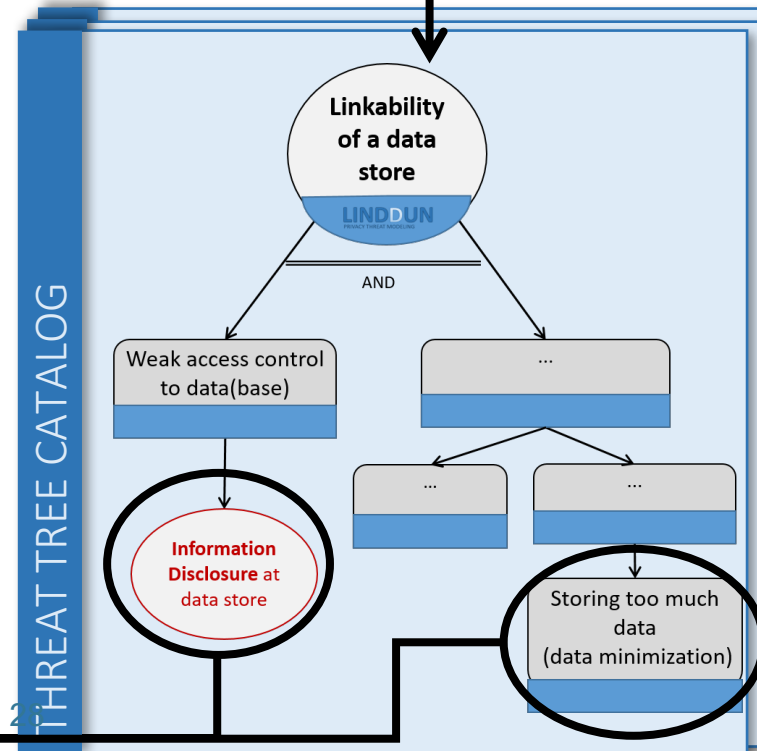 Linkability
of a data
store
LINDDUN
PRIVACY THREAT MODELING
AND
Weak access control
to data(base)
...
...
...
Information
Disclosure at
data store
Storing too much
data
(data minimization)
THREAT TREE CATALOG